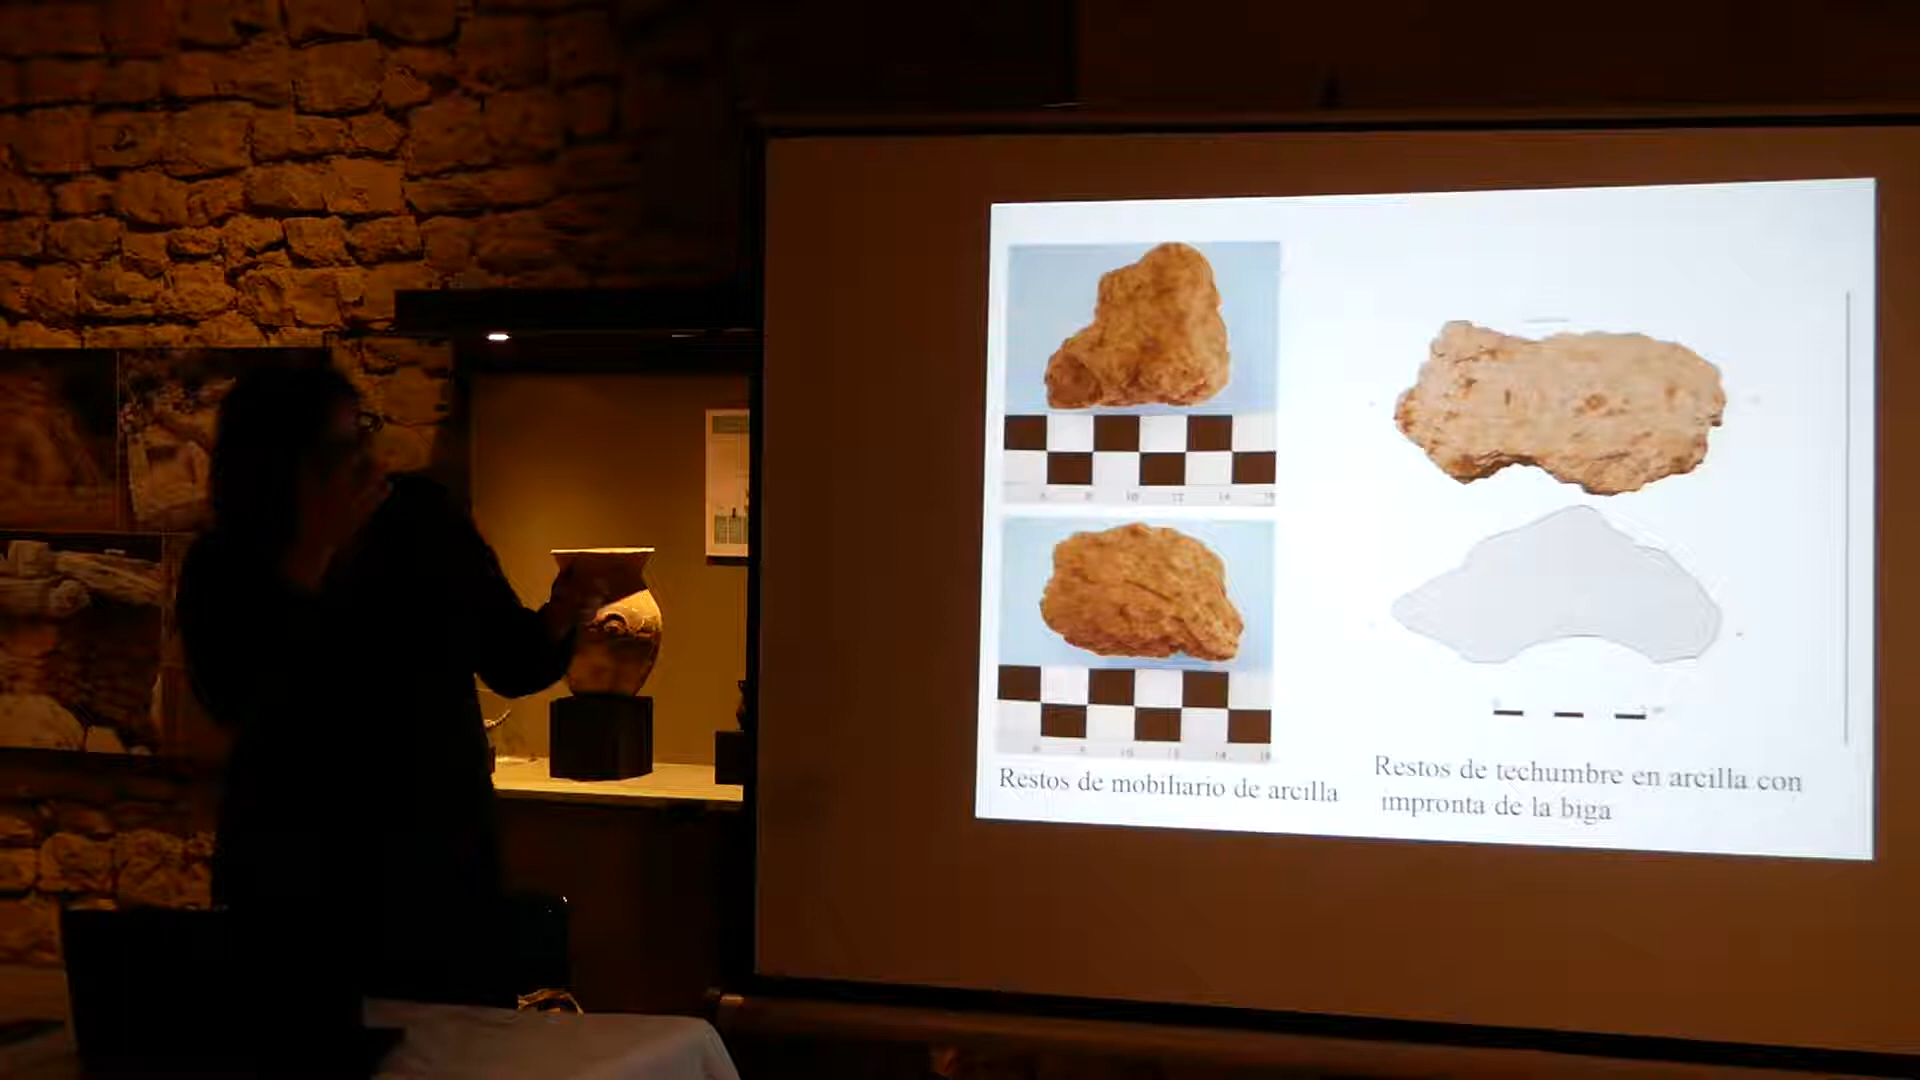 Restos de mobiliario de arcilla
Restos de techumbre en arcilla con
impronta de la biga